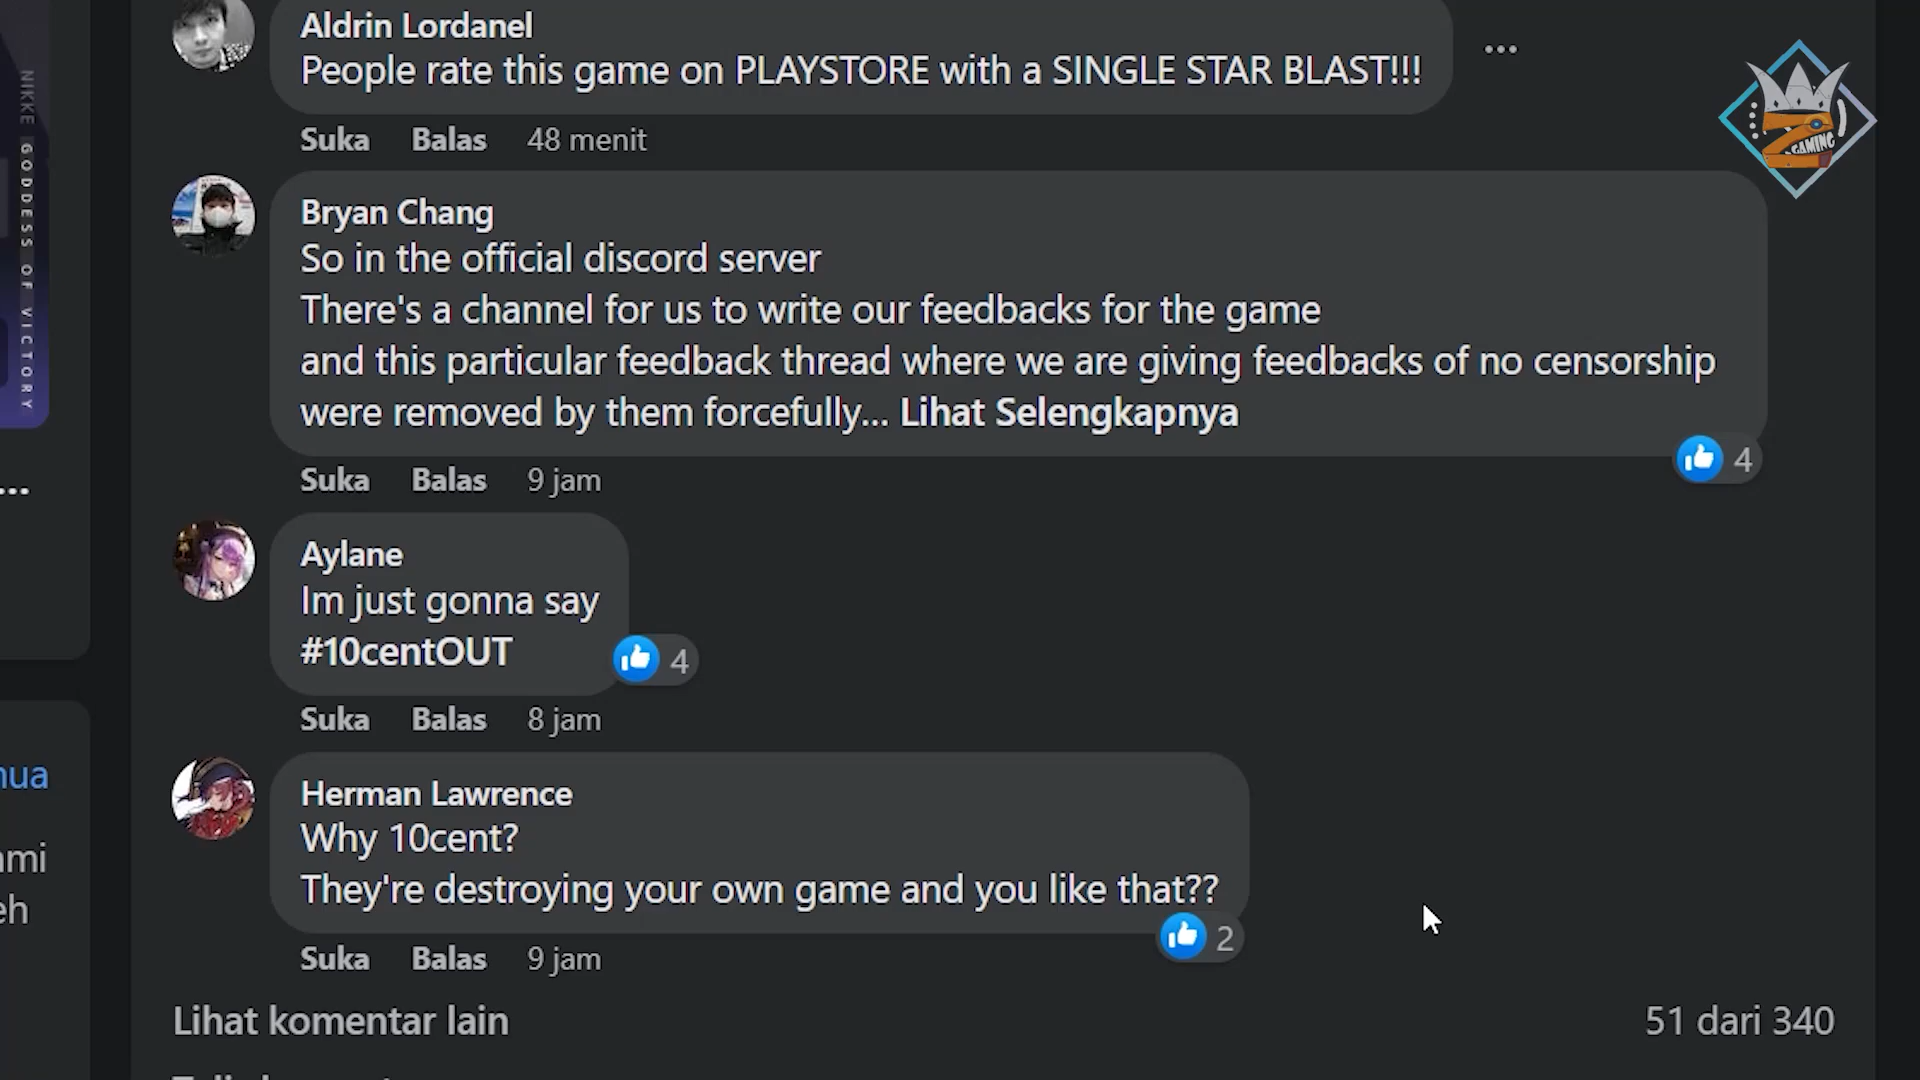 NIKKE GODDESS OF VICTORY
Aldrin Lordanel
People rate this game on PLAYSTORE with a SINGLE STAR BLAST!!!
Suka Balas 48 menit
GAMING
Bryan Chang
So in the official discord server
There's a channel for us to write our feedbacks for the game
and this particular feedback thread where we are giving feedbacks of no censorship
were removed by them forcefully... Lihat Selengkapnya
4
Suka Balas 9 jam
...
Aylane
Im just gonna say
#10centOUT
4
Suka Balas 8 jam
Herman Lawrence
Why 10cent?
They're destroying your own game and you like that??
2
Suka Balas 9 jam
Lihat komentar lain
51 dari 340